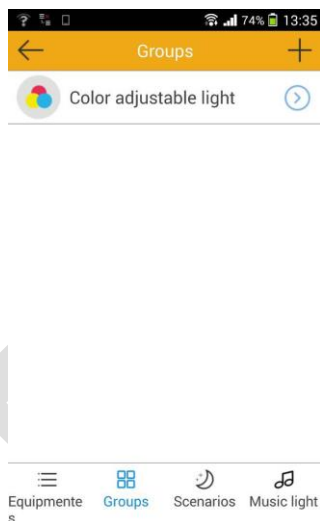 74% 13:35
Groups
Color adjustable light
Equipmente
s
Groups
Scenarios
Music light